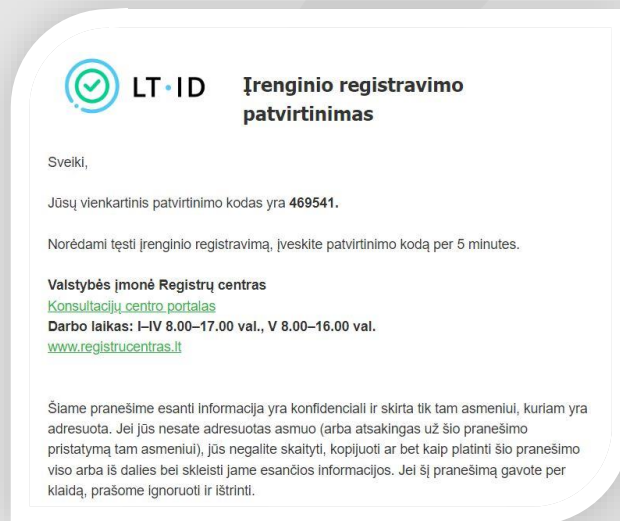 LT·ID
Įrenginio registravimo
patvirtinimas
Sveiki,
Jūsų vienkartinis patvirtinimo kodas yra 469541.
Norėdami tęsti įrenginio registravimą, įveskite patvirtinimo kodą per 5 minutes.
Valstybės įmonė Registrų centras
Konsultacijų centro portalas
Darbo laikas: I–IV 8.00–17.00 val., V 8.00–16.00 val.
www.registrucentras.lt
Šiame pranešime esanti informacija yra konfidenciali ir skirta tik tam asmeniui, kuriam yra
adresuota. Jei jūs nesate adresuotas asmuo (arba atsakingas už šio pranešimo
pristatymą tam asmeniui), jūs negalite skaityti, kopijuoti ar bet kaip platinti šio pranešimo
viso arba iš dalies bei skleisti jame esančios informacijos. Jei šį pranešimą gavote per
klaidą, prašome ignoruoti ir ištrinti.